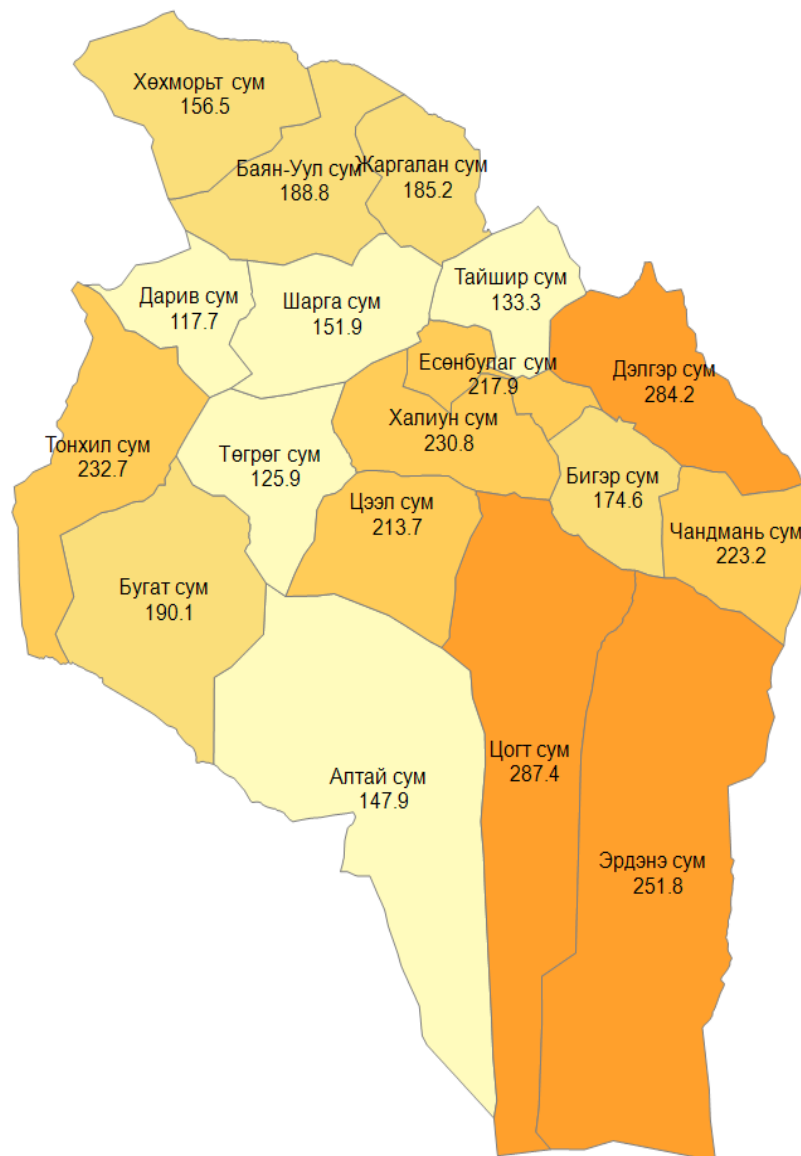 Хөхморьт сум
156.5
Баян-Уул сум
188.8
Жаргалан сум
185.2
Тайшир сум
133.3
Дарив сум
117.7
Шарга сум
151.9
Есөнбулаг сум
217.9
Дэлгэр сум
284.2
Халиун сум
230.8
Тонхил сум
232.7
Төгрөг сум
125.9
Цээл сум
213.7
Бигэр сум
174.6
Чандмань сум
223.2
Бугат сум
190.1
Цогт сум
287.4
Алтай сум
147.9
Эрдэнэ сум
251.8